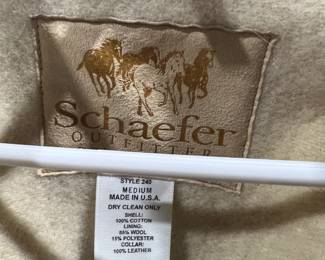 Schaefer
OUTFITTER
STYLE 240
MEDIUM
MADE IN U.S.A.
DRY CLEAN ONLY
SHELL:
100% COTTON
LINING:
85% WOOL
15% POLYESTER
COLLAR:
100% LEATHER